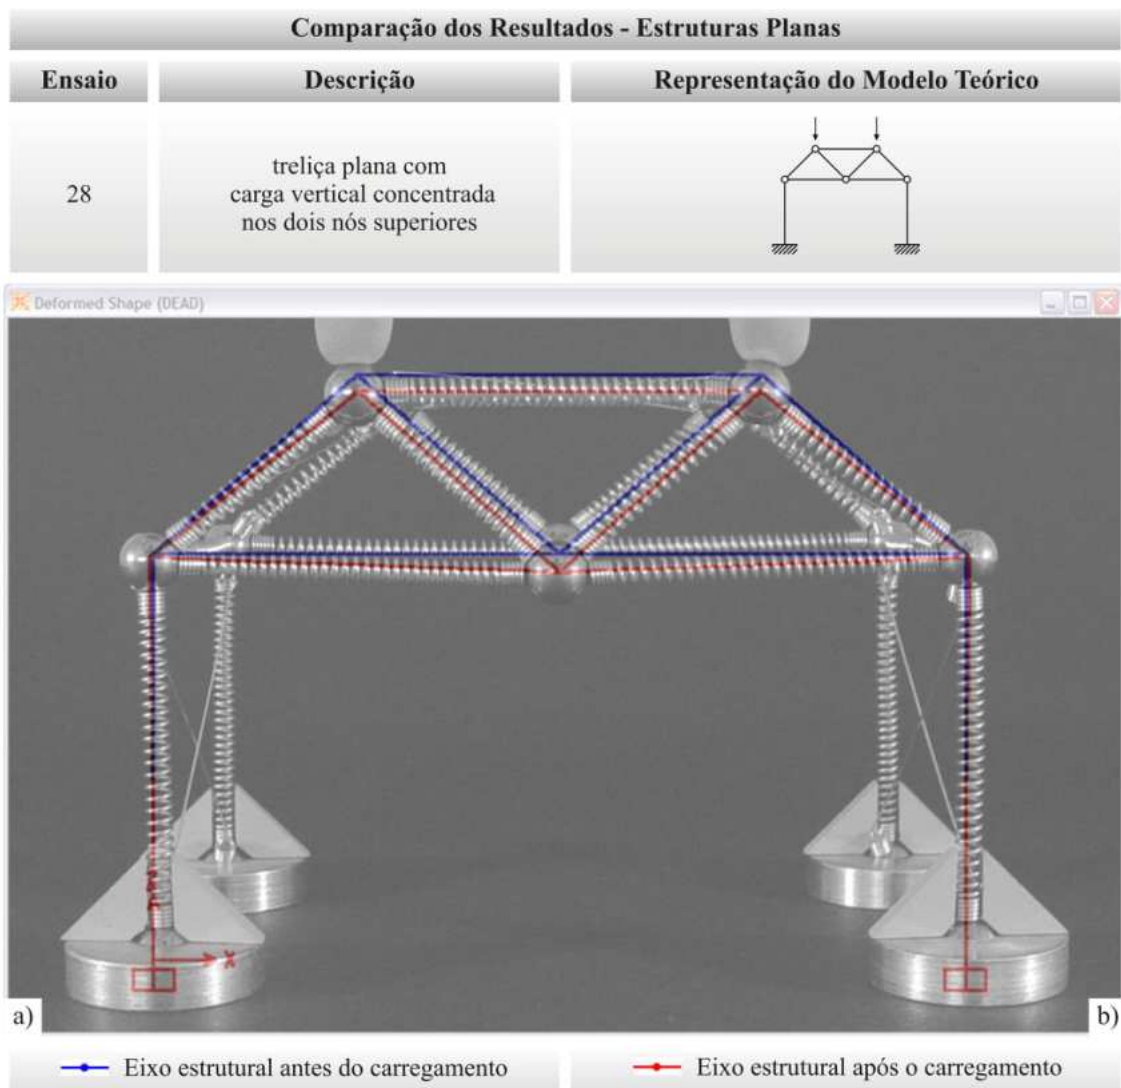 Comparação dos Resultados - Estruturas Planas
Ensaio
Descrição
Representação do Modelo Teórico
28
treliça plana com
carga vertical concentrada
nos dois nós superiores
Deformed Shape (DEAD)
X
a)
b)
Eixo estrutural antes do carregamento
Eixo estrutural após o carregamento